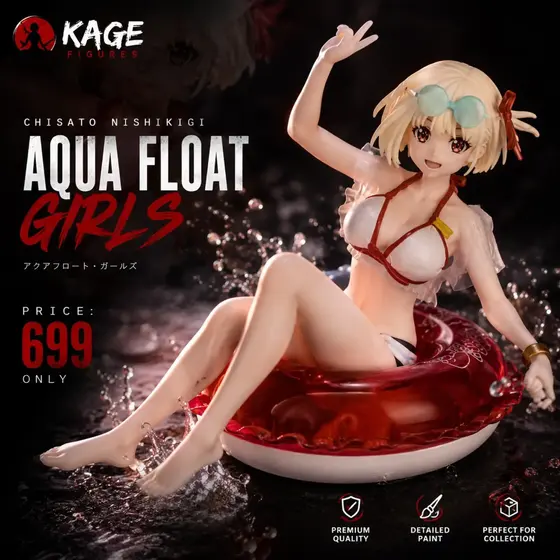 KAGE
FIGURES
CHISATO NISHIKIGI
AQUA FLOAT
GIRLS
アクアフロート・ガールズ
PRICE:
699
ONLY
PREMIUM
QUALITY
DETAILED
PAINT
PERFECT FOR
COLLECTION